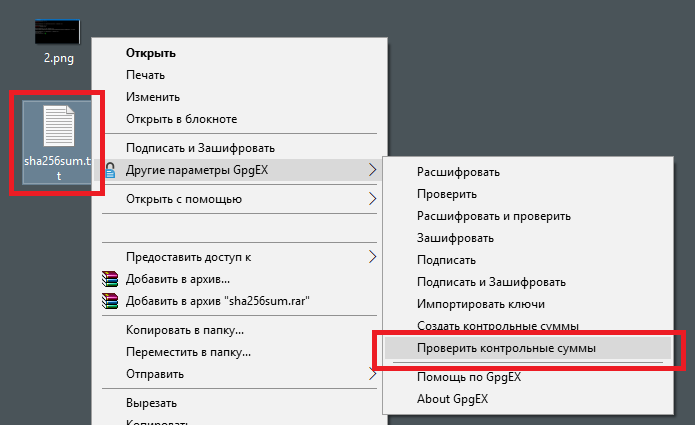 2.png
sha256sum.tx
t
Открыть
Печать
Изменить
Открыть в блокноте
Подписать и Зашифровать
Другие параметры GpgEX
Открыть с помощью
Предоставить доступ к
Добавить в архив...
Добавить в архив "sha256sum.rar"
Копировать в папку...
Переместить в папку...
Отправить
Вырезать
Копировать
Расшифровать
Проверить
Расшифровать и проверить
Зашифровать
Подписать
Подписать и Зашифровать
Импортировать ключи
Создать контрольные суммы
Проверить контрольные суммы
Помощь по GpgEX
About GpgEX